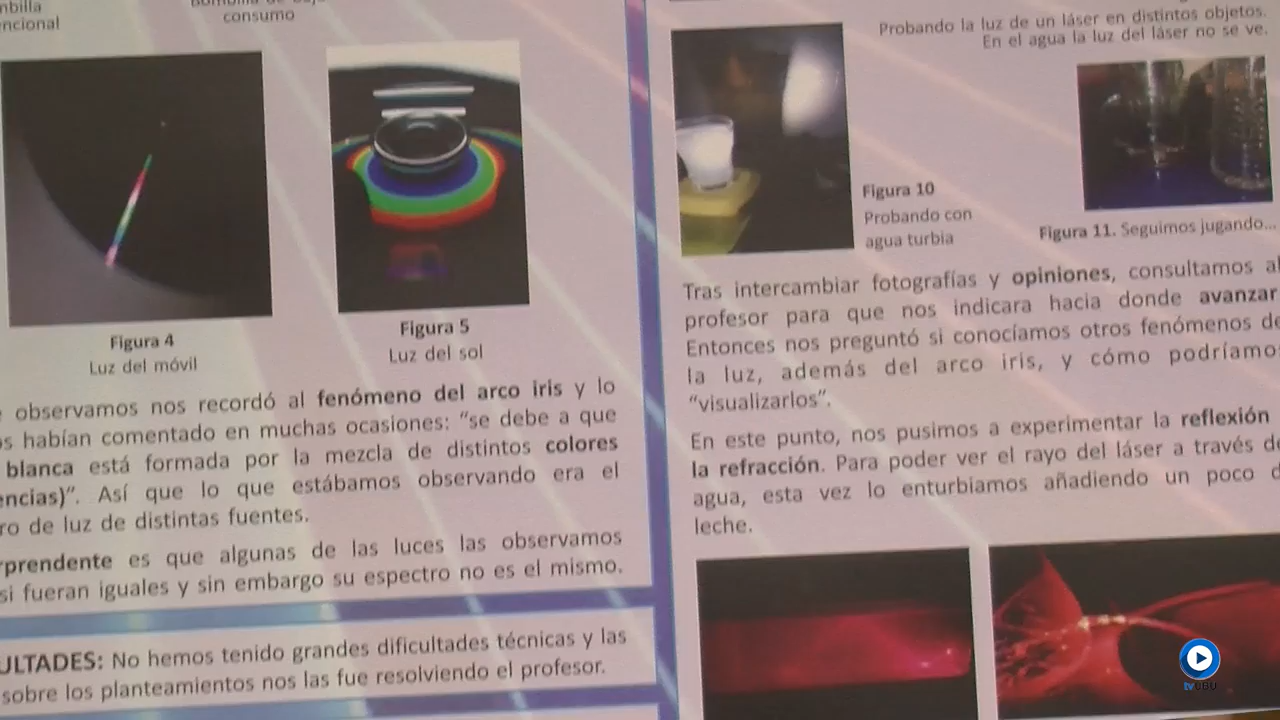 consumo
Figura 4
Luz del móvil
Figura 5
Luz del sol
observamos nos recordó al fenómeno del arco iris y lo
habían comentado en muchas ocasiones: “se debe a que
blanca está formada por la mezcla de distintos colores
encias)”. Así que lo que estábamos observando era el
ro de luz de distintas fuentes.
rprendente es que algunas de las luces las observamos
si fueran iguales y sin embargo su espectro no es el mismo.
ULTADES: No hemos tenido grandes dificultades técnicas y las
sobre los planteamientos nos las fue resolviendo el profesor.
Probando la luz de un láser en distintos objetos.
En el agua la luz del láser no se ve.
Figura 10
Probando con
agua turbia
Figura 11. Seguimos jugando...
Tras intercambiar fotografías y opiniones, consultamos al
profesor para que nos indicara hacia donde avanzar.
Entonces nos preguntó si conocíamos otros fenómenos de
la luz, además del arco iris, y cómo podríamos
“visualizarlos”.
En este punto, nos pusimos a experimentar la reflexión
la refracción. Para poder ver el rayo del láser a través de
agua, esta vez lo enturbiamos añadiendo un poco d
leche.
tvUBU